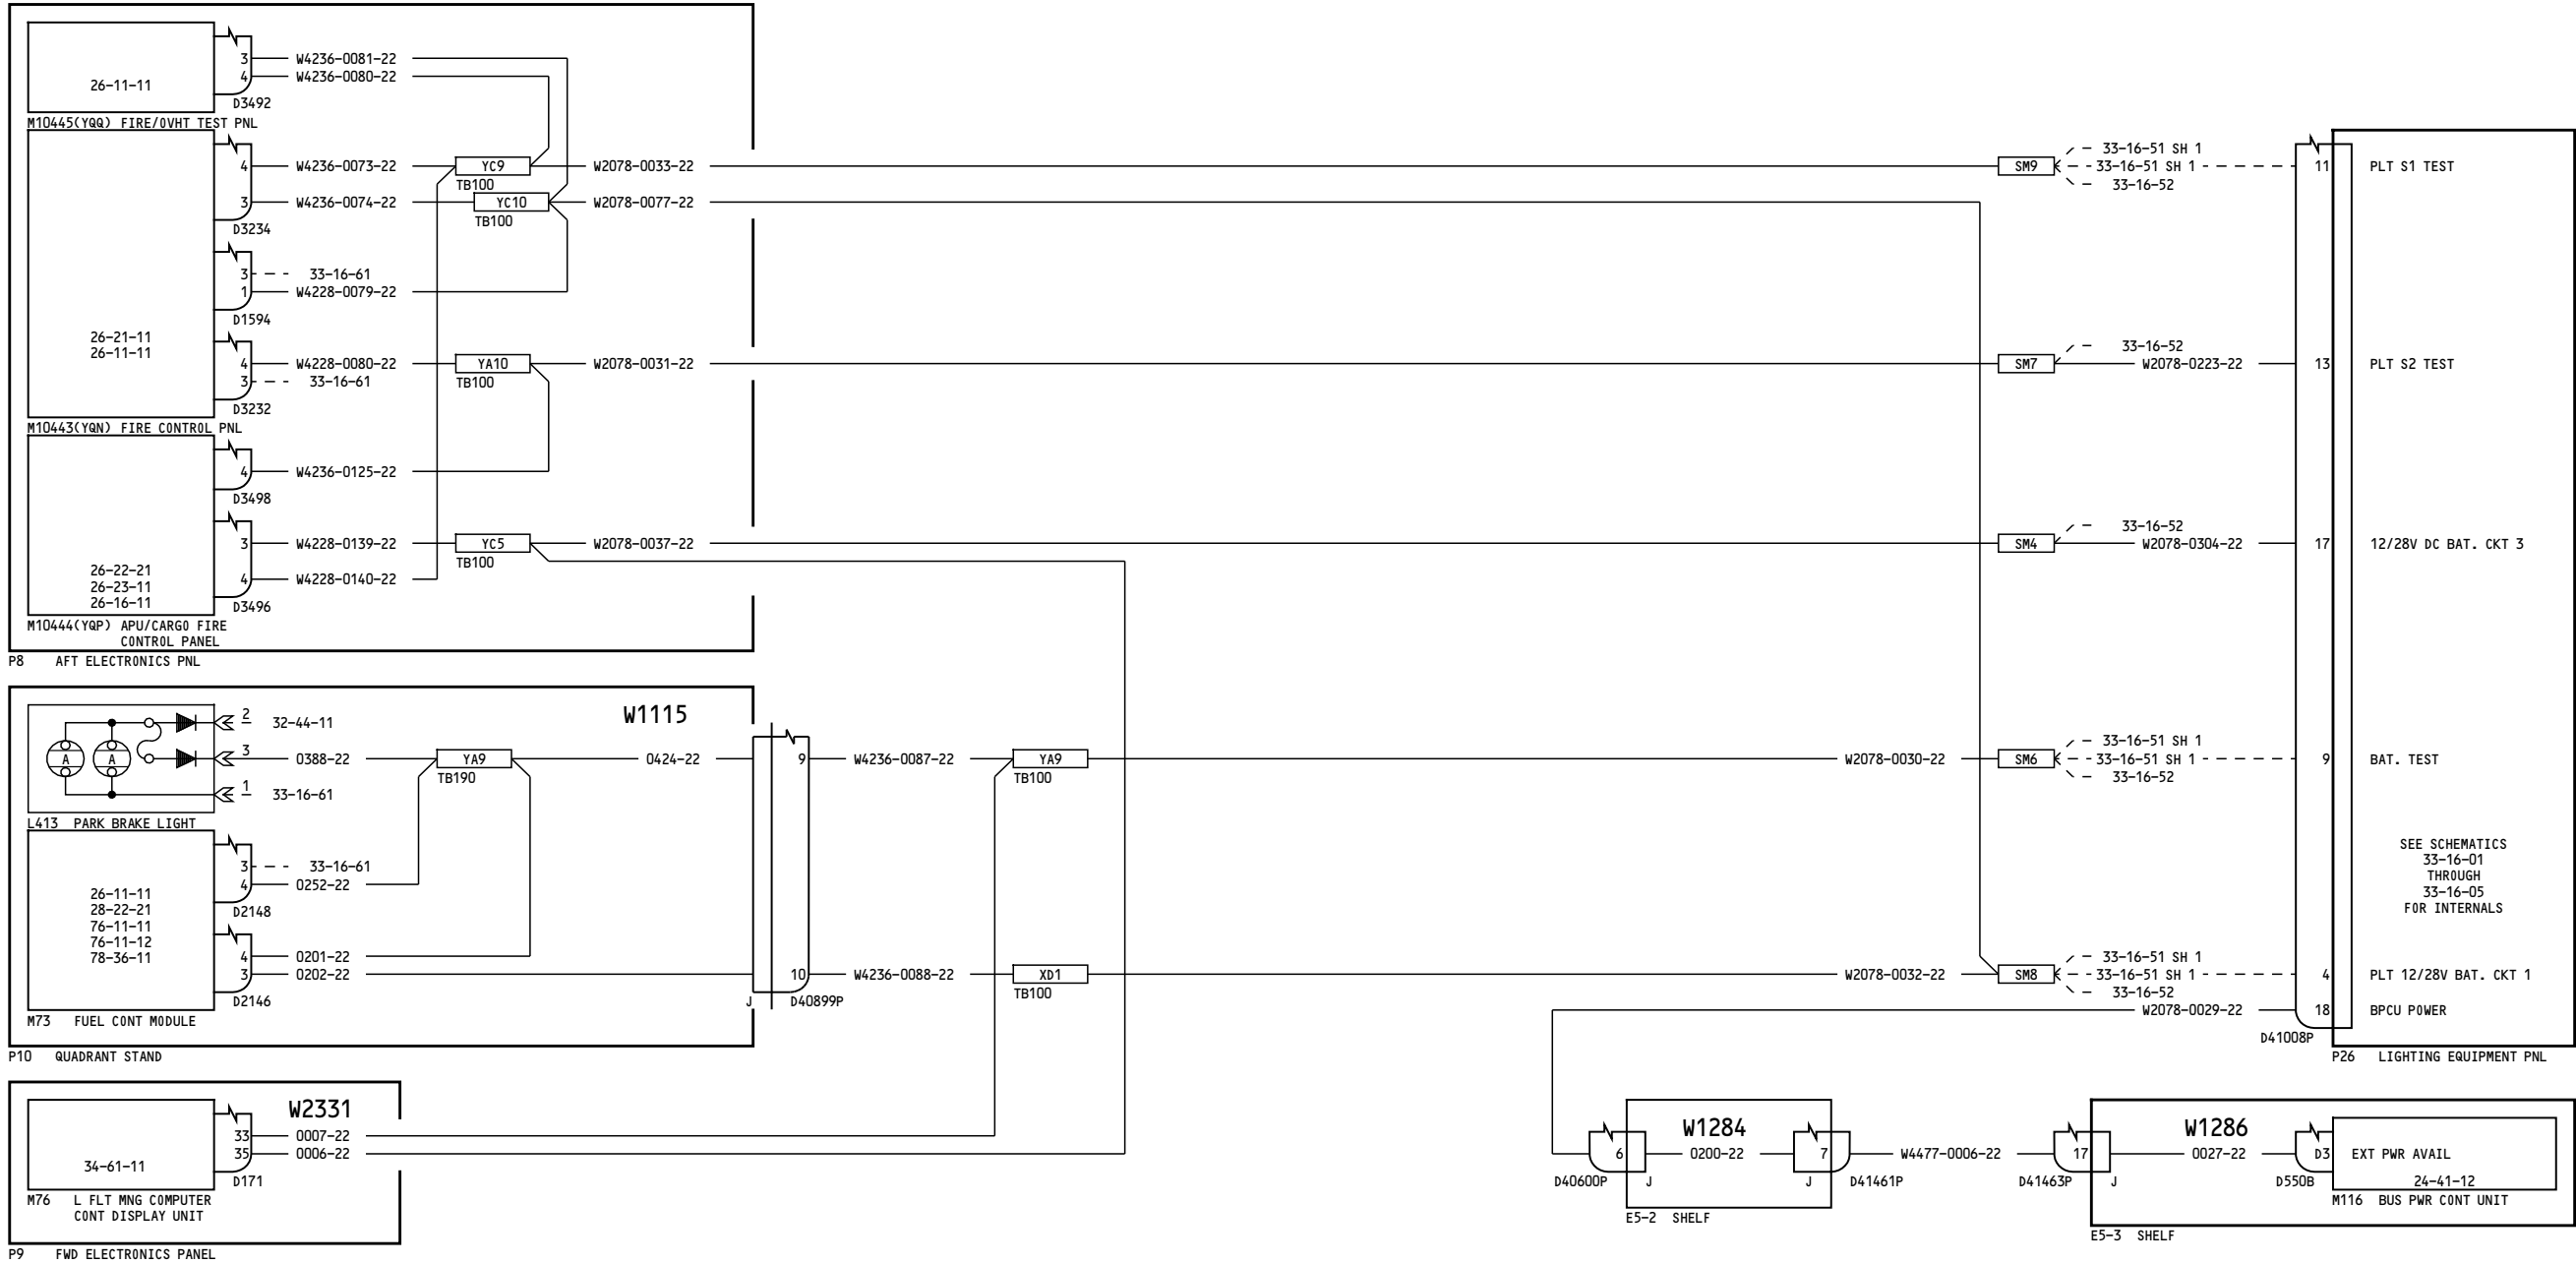 3 W4236-0081-22
4 W4236-0080-22
26-11-11
D3492
M10445(YQQ) FIRE/OVHT TEST PNL
4 W4236-0073-22 YC9 W2078-0033-22
TB100
3 W4236-0074-22 YC10 W2078-0077-22
TB100
D3234
3 33-16-61
1 W4228-0079-22
D1594
26-21-11
26-11-11
4 W4228-0080-22 YA10 W2078-0031-22
3 33-16-61 TB100
D3232
M10443(YQN) FIRE CONTROL PNL
4 W4236-0125-22
D3498
3 W4228-0139-22 YC5 W2078-0037-22
TB100
4 W4228-0140-22
26-22-21
26-23-11
26-16-11
D3496
M10444(YQP) APU/CARGO FIRE
CONTROL PANEL
P8 AFT ELECTRONICS PNL
SM9
33-16-51 SH 1
33-16-51 SH 1
33-16-52
11 PLT S1 TEST
SM7
33-16-52
W2078-0223-22
13 PLT S2 TEST
SM4
33-16-52
W2078-0304-22
17 12/28V DC BAT. CKT 3
W1115
2 32-44-11
A A
3 0388-22 YA9 0424-22 9 W4236-0087-22 YA9 W2078-0030-22 SM6
TB190
TB100
1 33-16-61
L413 PARK BRAKE LIGHT
33-16-51 SH 1
33-16-51 SH 1
33-16-52
9 BAT. TEST
3 33-16-61
4 0252-22
D2148
26-11-11
28-22-21
76-11-11
76-11-12
78-36-11
4 0201-22
3 0202-22 10 W4236-0088-22 XD1 W2078-0032-22 SM8
D2146
J D40899P
TB100
M73 FUEL CONT MODULE
P10 QUADRANT STAND
SEE SCHEMATICS
33-16-01
THROUGH
33-16-05
FOR INTERNALS
33-16-51 SH 1
33-16-51 SH 1
33-16-52
4 PLT 12/28V BAT. CKT 1
W2078-0029-22
18 BPCU POWER
D41008P
P26 LIGHTING EQUIPMENT PNL
W2331
33 0007-22
35 0006-22
34-61-11
D171
M76 L FLT MNG COMPUTER
CONT DISPLAY UNIT
P9 FWD ELECTRONICS PANEL
W1284
6 0200-22 7 W4477-0006-22
D40600P J J D41461P
E5-2 SHELF
W1286
17 0027-22 D3 EXT PWR AVAIL
D41463P J D550B
24-41-12
M116 BUS PWR CONT UNIT
E5-3 SHELF